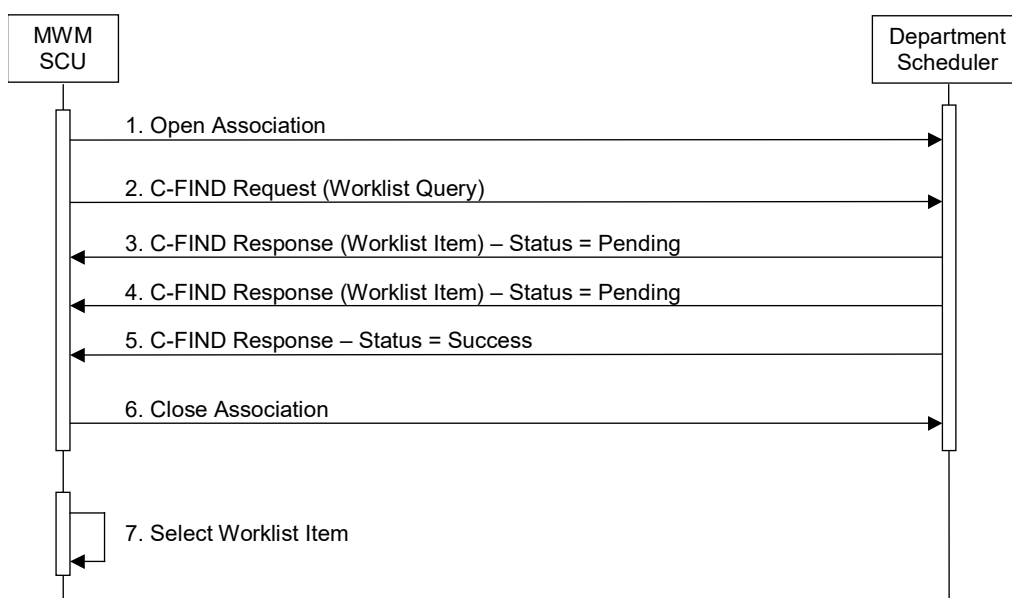 MWM
SCU
Department
Scheduler
1. Open Association
2. C-FIND Request (Worklist Query)
3. C-FIND Response (Worklist Item) – Status = Pending
4. C-FIND Response (Worklist Item) – Status = Pending
5. C-FIND Response – Status = Success
6. Close Association
7. Select Worklist Item